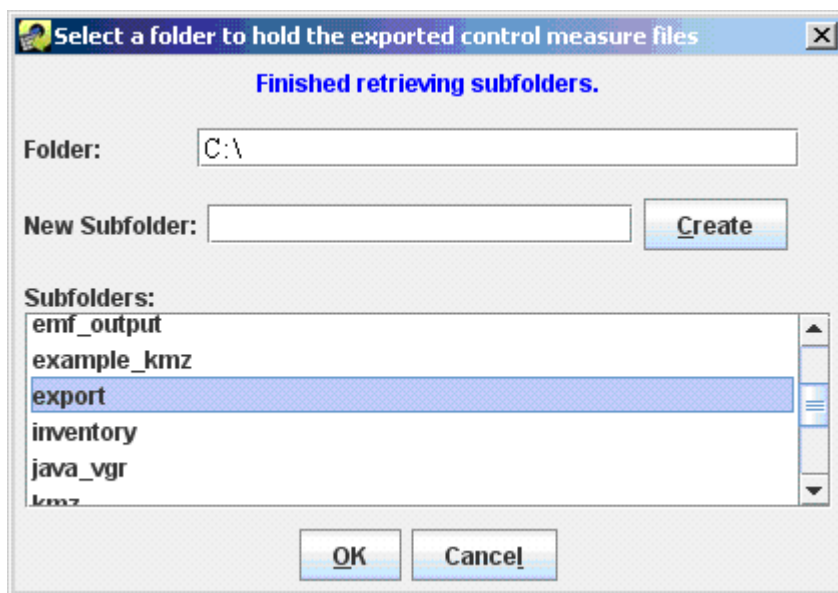 Select a folder to hold the exported control measure files
Finished retrieving subfolders.
Folder: C:\
New Subfolder: Create
Subfolders:
emf_output
example_kmz
export
inventory
java_vgr
kmz
OK Cancel